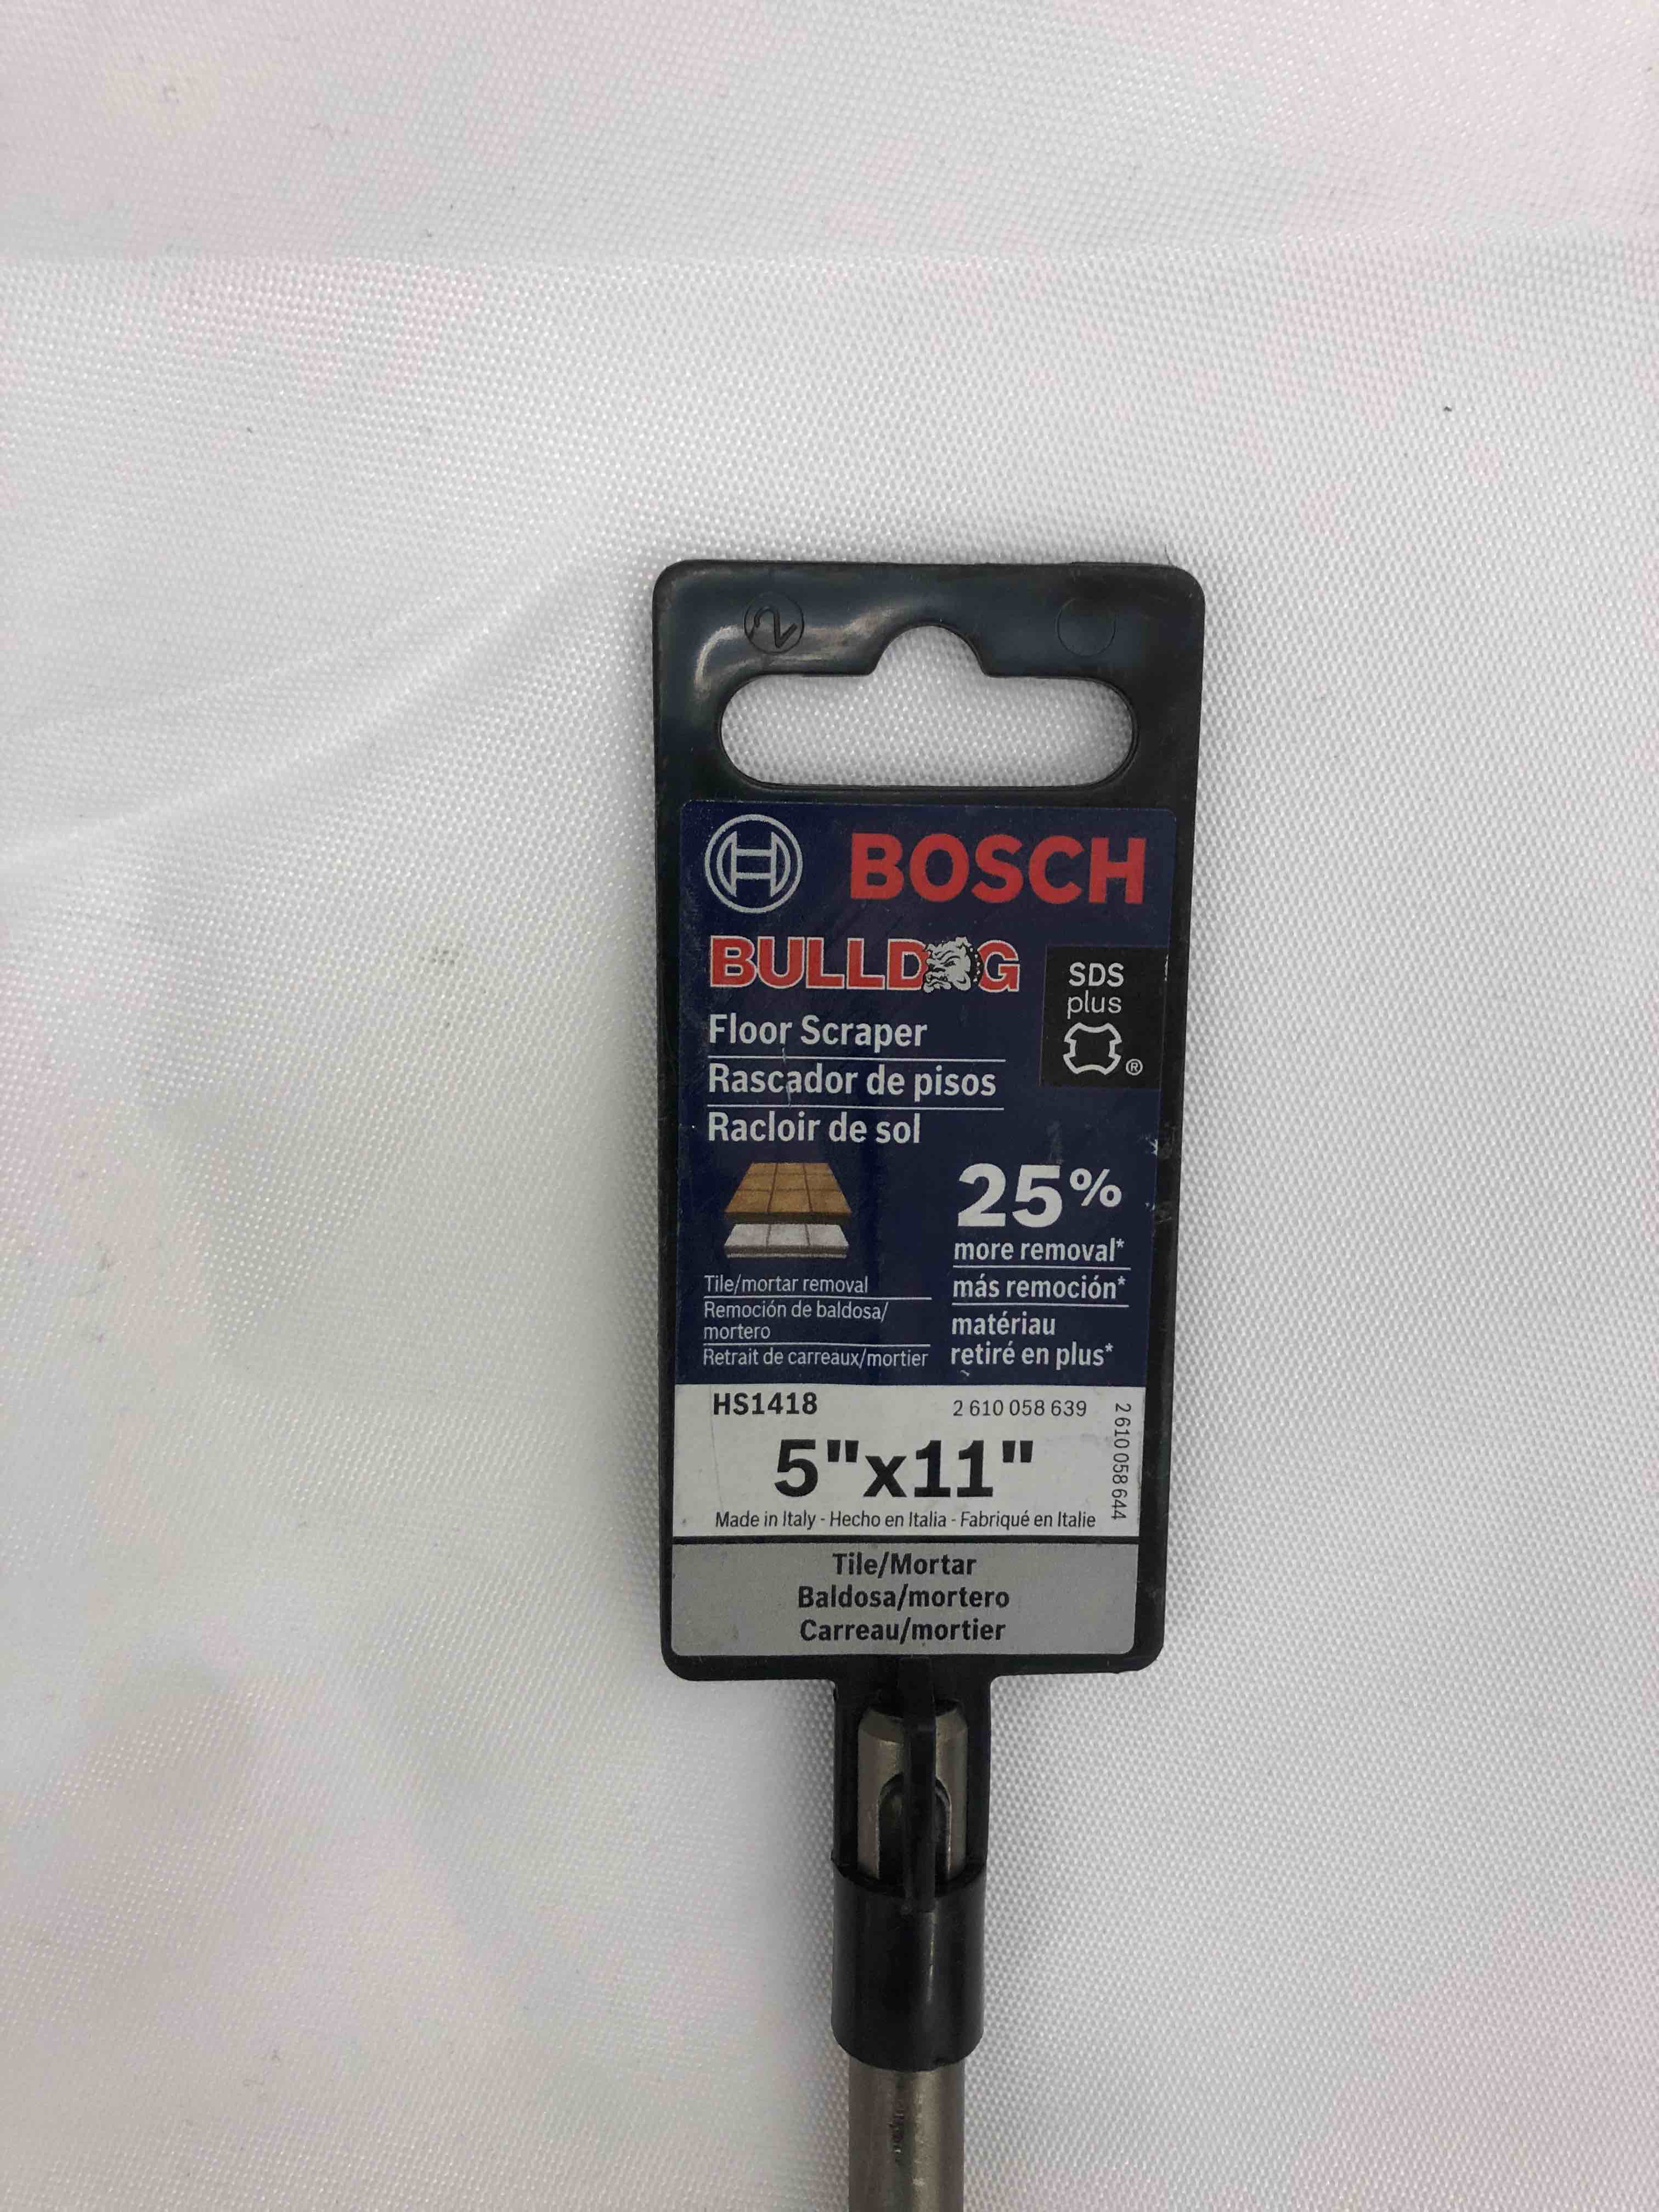 2
BOSCH
BULLDOG
SDS
plus
®
Floor Scraper
Rascador de pisos
Racloir de sol
25%
more removal*
más remoción*
matériau
retiré en plus*
Tile/mortar removal
Remoción de baldosa/
mortero
Retrait de carreaux/mortier
HS1418
2 610 058 639
2 610 058 644
5"x11"
Made in Italy - Hecho en Italia - Fabriqué en Italie
Tile/Mortar
Baldosa/mortero
Carreau/mortier